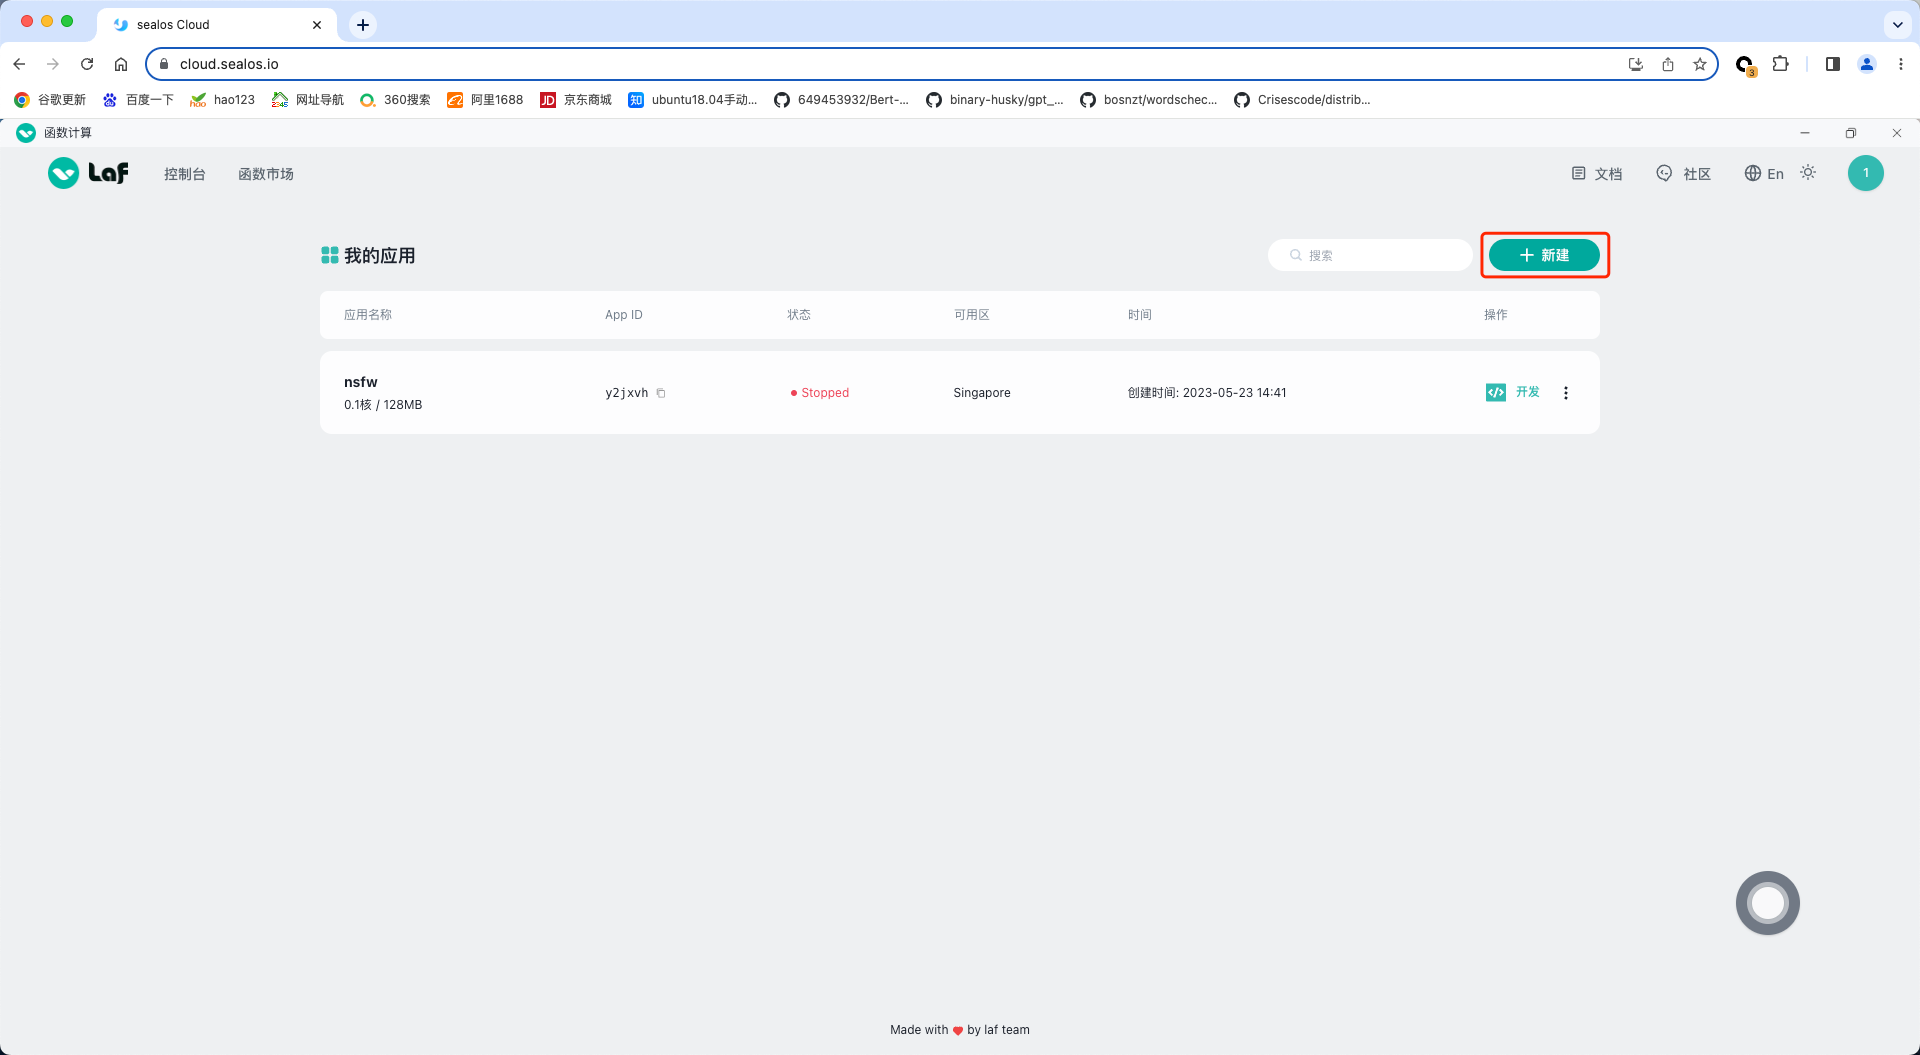 sealos Cloud
cloud.sealos.io
3
谷歌更新 百度一下 hao123 网址导航 360搜索 阿里1688 JD 京东商城 知 ubuntu18.04手动... 649453932/Bert-... binary-husky/gpt_... bosnzt/wordschec... Crisescode/distrib...
函数计算
Laf 控制台 函数市场 文档 社区 En 1
我的应用 搜索 新建
应用名称 App ID 状态 可用区 时间 操作
nsfw
0.1核 / 128MB
y2jxvh Stopped Singapore 创建时间: 2023-05-23 14:41 </> 开发
Made with ❤ by laf team